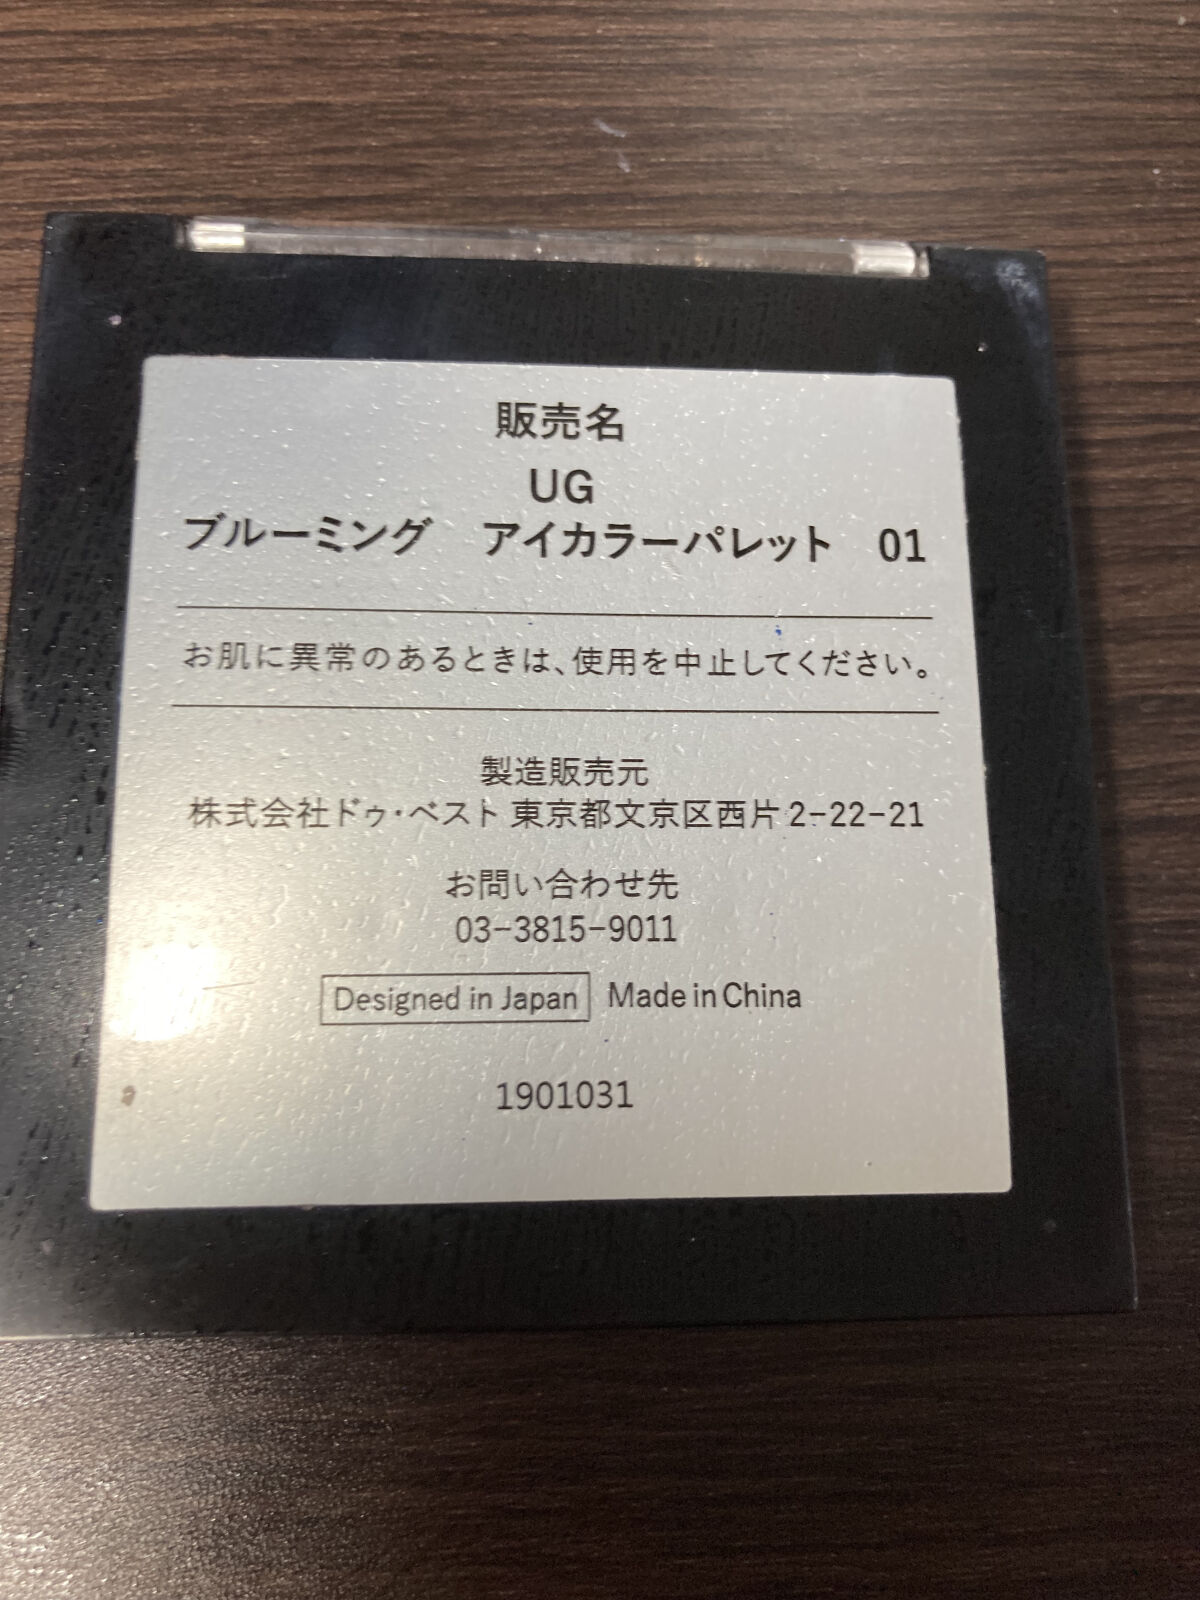 販売名
UG
ブルーミング　アイカラーパレット　01
お肌に異常のあるときは、使用を中止してください。
製造販売元
株式会社ドゥ・ベスト 東京都文京区西片2-22-21
お問い合わせ先
03-3815-9011
Designed in Japan Made in China
1901031